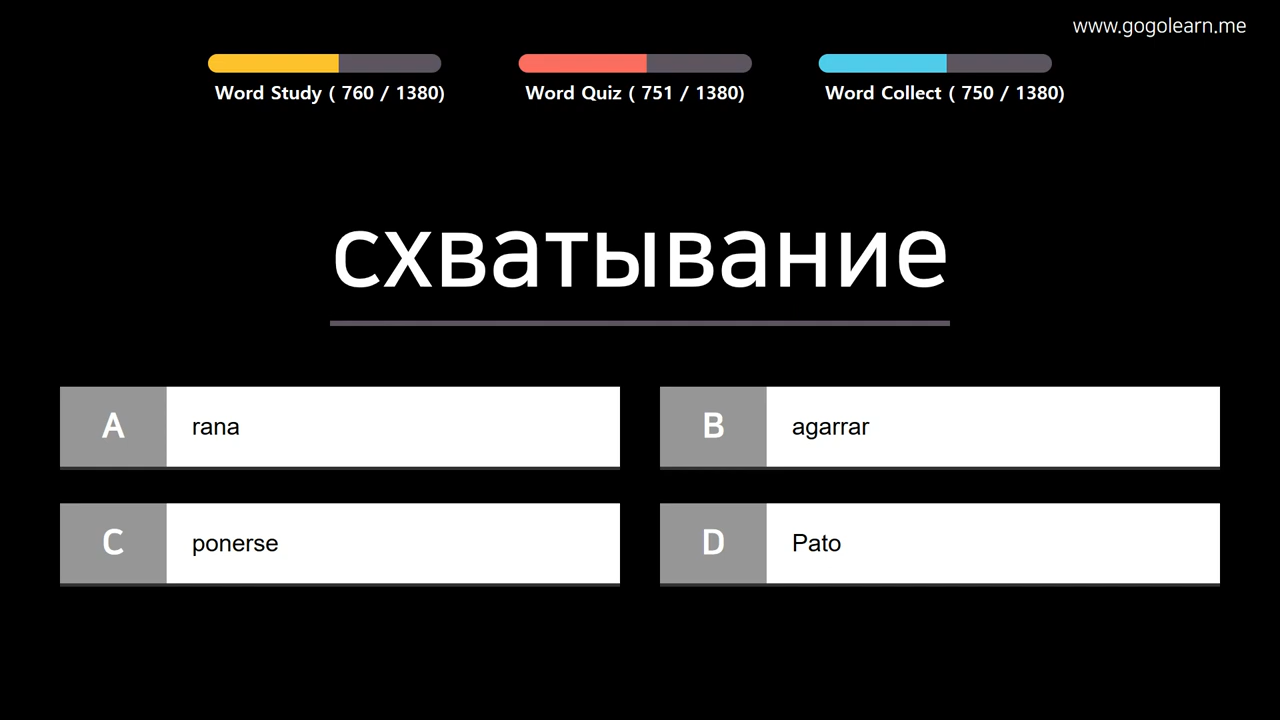 www.gogolearn.me
Word Study ( 760 / 1380)
Word Quiz ( 751 / 1380)
Word Collect ( 750 / 1380)
схватывание
A rana
B agarrar
C ponerse
D Pato